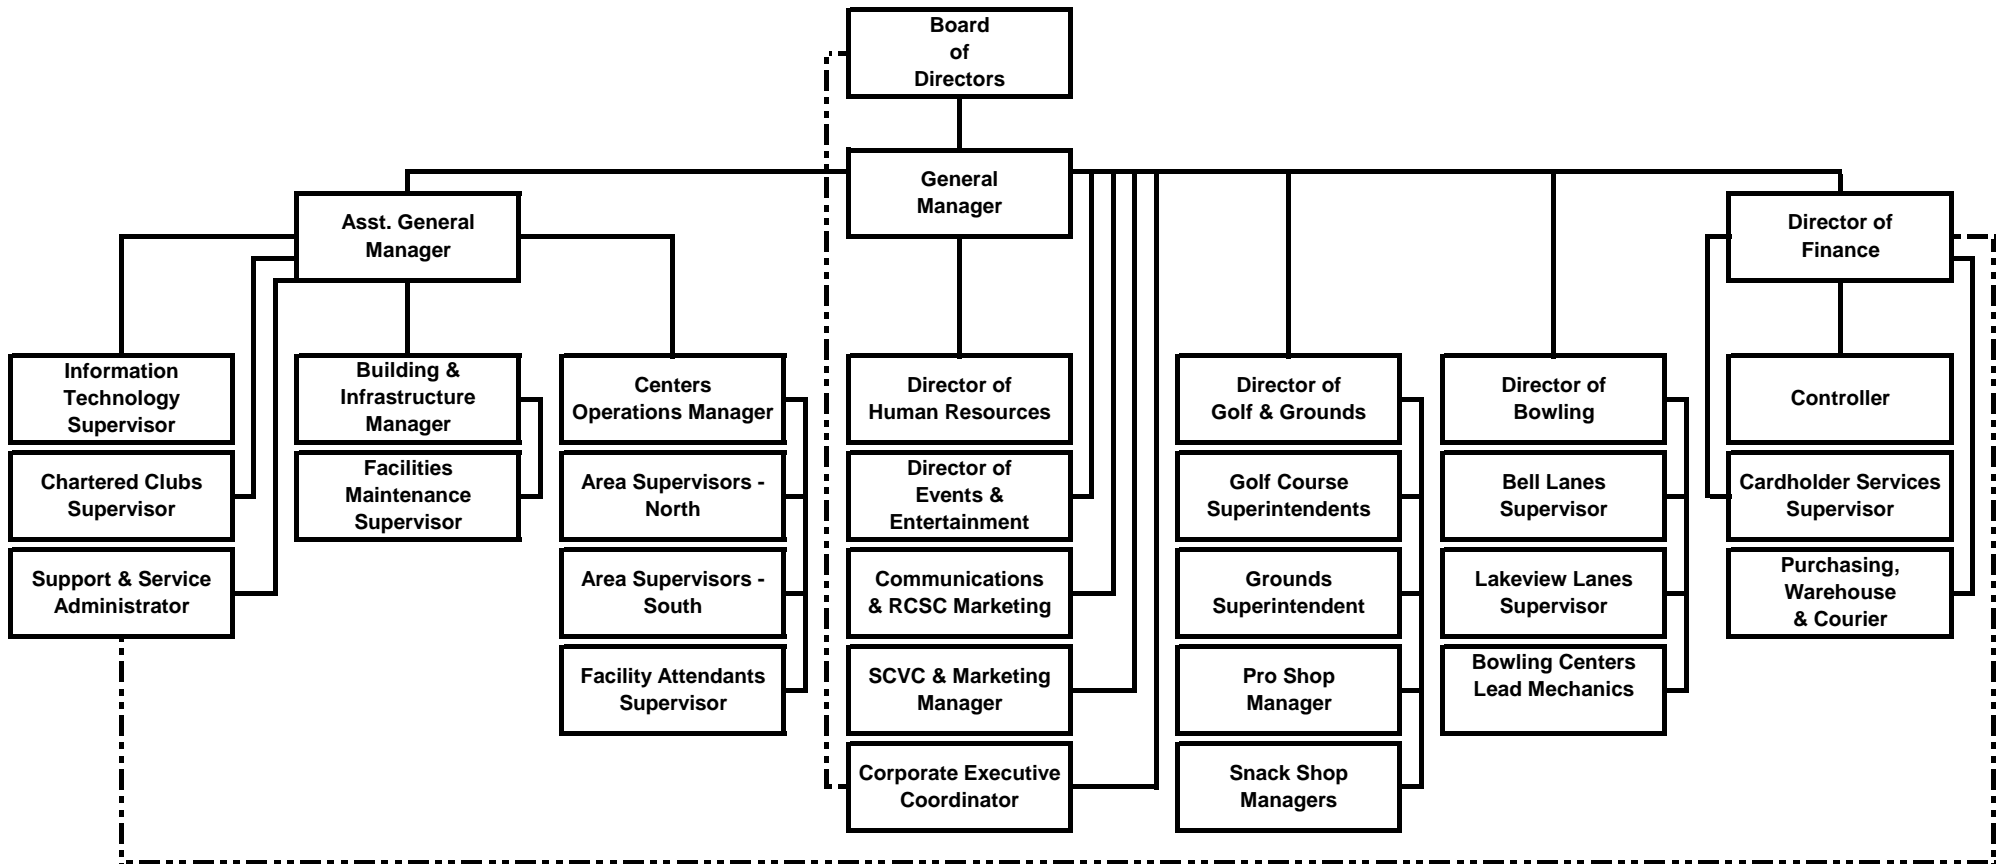 Board
of
Directors
General
Manager
Asst. General
Manager
Director of
Finance
Information
Technology
Supervisor
Chartered Clubs
Supervisor
Support & Service
Administrator
Building &
Infrastructure
Manager
Facilities
Maintenance
Supervisor
Centers
Operations Manager
Area Supervisors -
North
Area Supervisors -
South
Facility Attendants
Supervisor
Director of
Human Resources
Director of
Events &
Entertainment
Communications
& RCSC Marketing
SCVC & Marketing
Manager
Corporate Executive
Coordinator
Director of
Golf & Grounds
Golf Course
Superintendents
Grounds
Superintendent
Pro Shop
Manager
Snack Shop
Managers
Director of
Bowling
Bell Lanes
Supervisor
Lakeview Lanes
Supervisor
Bowling Centers
Lead Mechanics
Controller
Cardholder Services
Supervisor
Purchasing,
Warehouse
& Courier